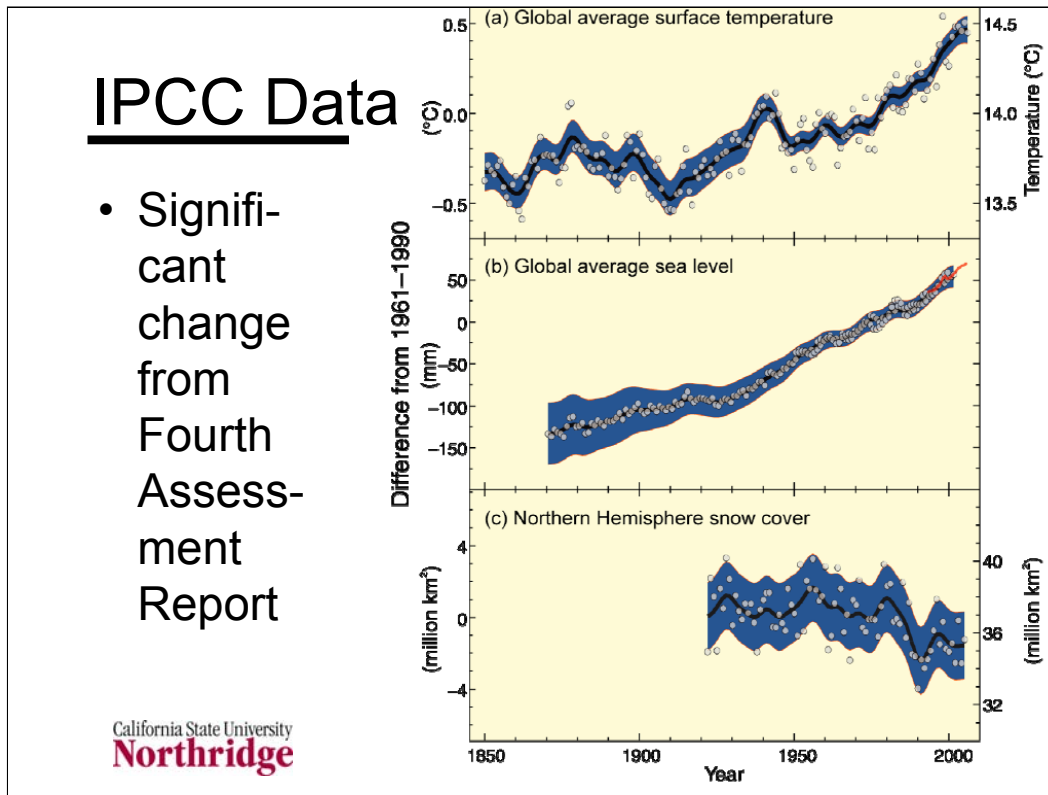 IPCC Data
• Signifi-
cant
change
from
Fourth
Assess-
ment
Report
California State University
Northridge
(a) Global average surface temperature
0.5
0.0
−0.5
(°C)
14.5
14.0
13.5
Temperature (°C)
Difference from 1961–1990
(b) Global average sea level
50
0
−50
−100
−150
(mm)
(c) Northern Hemisphere snow cover
4
0
−4
(million km²)
40
36
32
(million km²)
1850 1900 1950 2000
Year